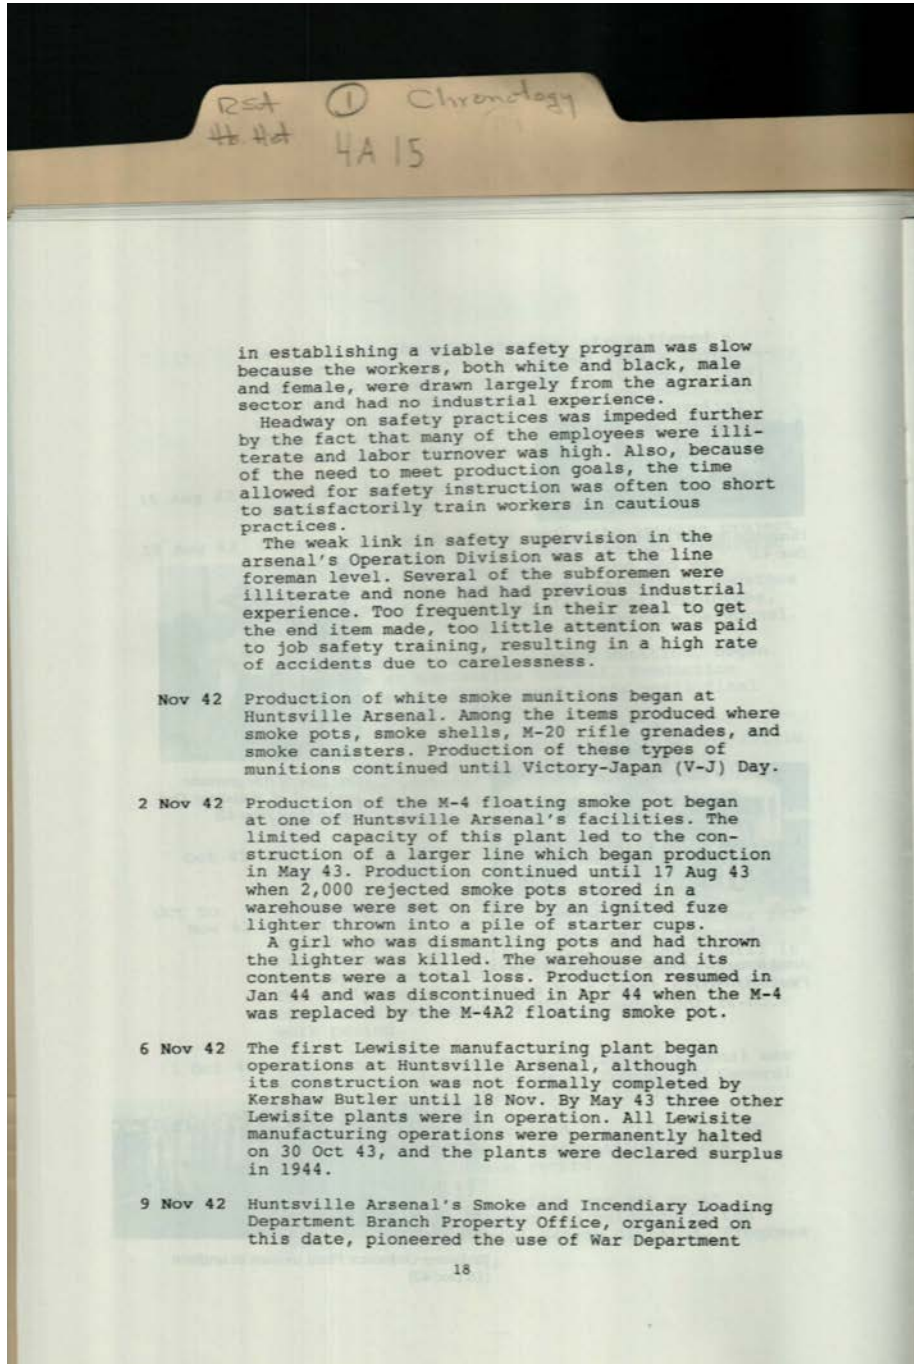 RSA ① Chronology
4A 15
in establishing a viable safety program was slow
because the workers, both white and black, male
and female, were drawn largely from the agrarian
sector and had no industrial experience.
Headway on safety practices was impeded further
by the fact that many of the employees were illi-
terate and labor turnover was high. Also, because
of the need to meet production goals, the time
allowed for safety instruction was often too short
to satisfactorily train workers in cautious
practices.
The weak link in safety supervision in the
arsenal's Operation Division was at the line
foreman level. Several of the subforemen were
illiterate and none had had previous industrial
experience. Too frequently in their zeal to get
the end item made, too little attention was paid
to job safety training, resulting in a high rate
of accidents due to carelessness.
Nov 42 Production of white smoke munitions began at
Huntsville Arsenal. Among the items produced where
smoke pots, smoke shells, M-20 rifle grenades, and
smoke canisters. Production of these types of
munitions continued until Victory-Japan (V-J) Day.
2 Nov 42 Production of the M-4 floating smoke pot began
at one of Huntsville Arsenal's facilities. The
limited capacity of this plant led to the con-
struction of a larger line which began production
in May 43. Production continued until 17 Aug 43
when 2,000 rejected smoke pots stored in a
warehouse were set on fire by an ignited fuze
lighter thrown into a pile of starter cups.
A girl who was dismantling pots and had thrown
the lighter was killed. The warehouse and its
contents were a total loss. Production resumed in
Jan 44 and was discontinued in Apr 44 when the M-4
was replaced by the M-4A2 floating smoke pot.
6 Nov 42 The first Lewisite manufacturing plant began
operations at Huntsville Arsenal, although
its construction was not formally completed by
Kershaw Butler until 18 Nov. By May 43 three other
Lewisite plants were in operation. All Lewisite
manufacturing operations were permanently halted
on 30 Oct 43, and the plants were declared surplus
in 1944.
9 Nov 42 Huntsville Arsenal's Smoke and Incendiary Loading
Department Branch Property Office, organized on
this date, pioneered the use of War Department
18